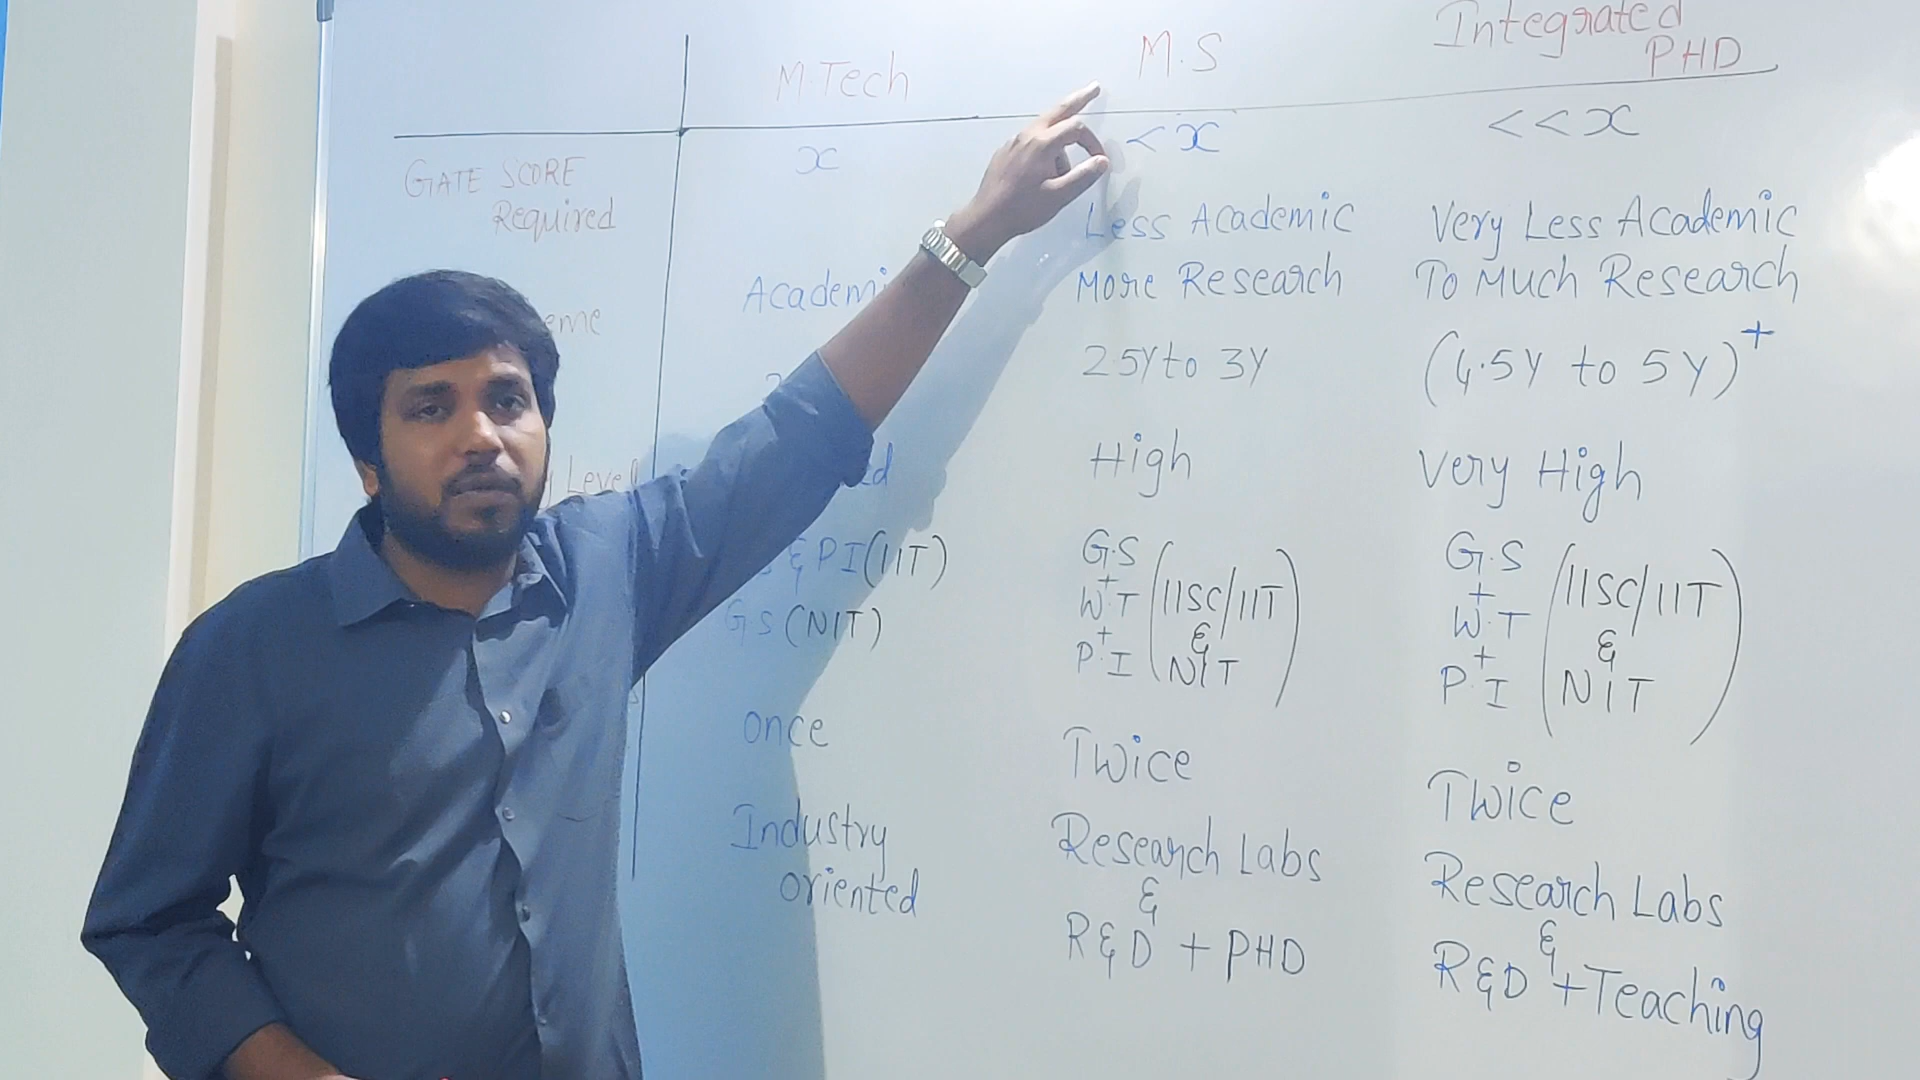 M.Tech
M.S
Integrated
PHD
GATE SCORE
Required
x
<x
<<x
Less Academic
More Research
Very Less Academic
To Much Research
2.5Y to 3Y
(4.5Y to 5Y)+
Level
High
Very High
& PI (IIT)
GS (NIT)
G.S
+
W.T
+
P.I
(IISC/IIT
&
NIT)
G.S
+
W.T
+
P.I
(IISC/IIT
&
NIT)
Once
Twice
Twice
Industry
oriented
Research Labs
&
R&D + PHD
Research Labs
&
R&D + Teaching